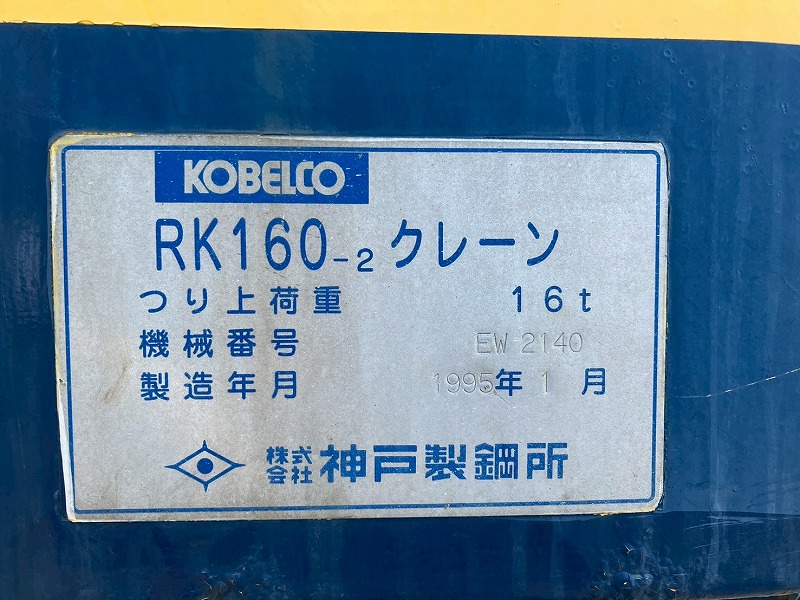 KOBELCO
RK160-2 クレーン
つり上荷重 16t
機械番号 EW 2140
製造年月 1995年 1月
株式会社 神戸製鋼所